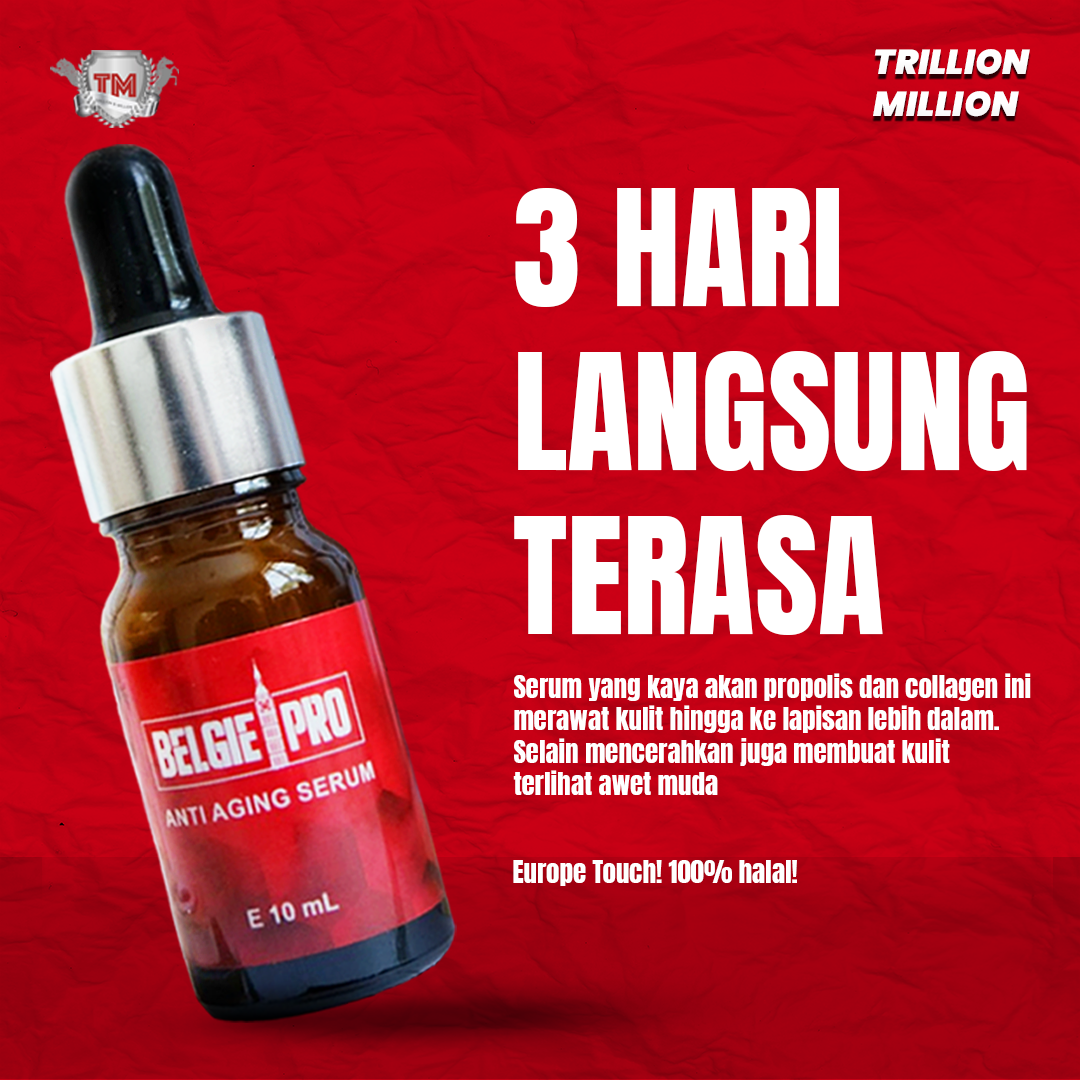 TM
TRILLION
MILLION
3 HARI
LANGSUNG
TERASA
Serum yang kaya akan propolis dan collagen ini
merawat kulit hingga ke lapisan lebih dalam.
Selain mencerahkan juga membuat kulit
terlihat awet muda
Europe Touch! 100% halal!
BELGIE PRO
ANTI AGING SERUM
E 10 mL